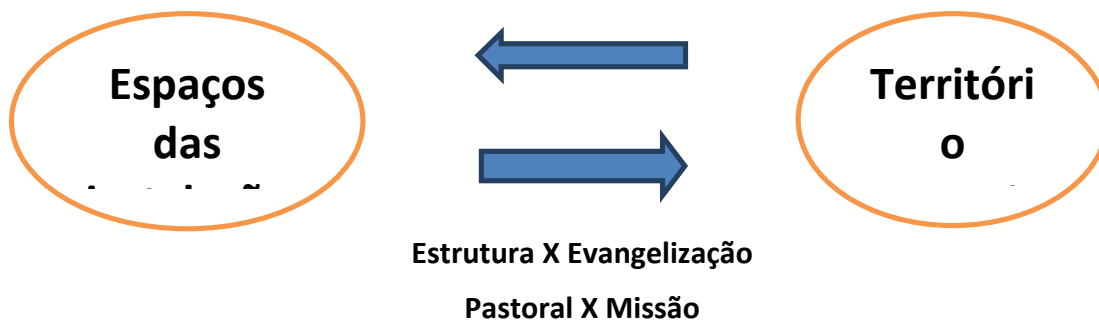 Espaços
das
Territóri
o
Estrutura X Evangelização
Pastoral X Missão